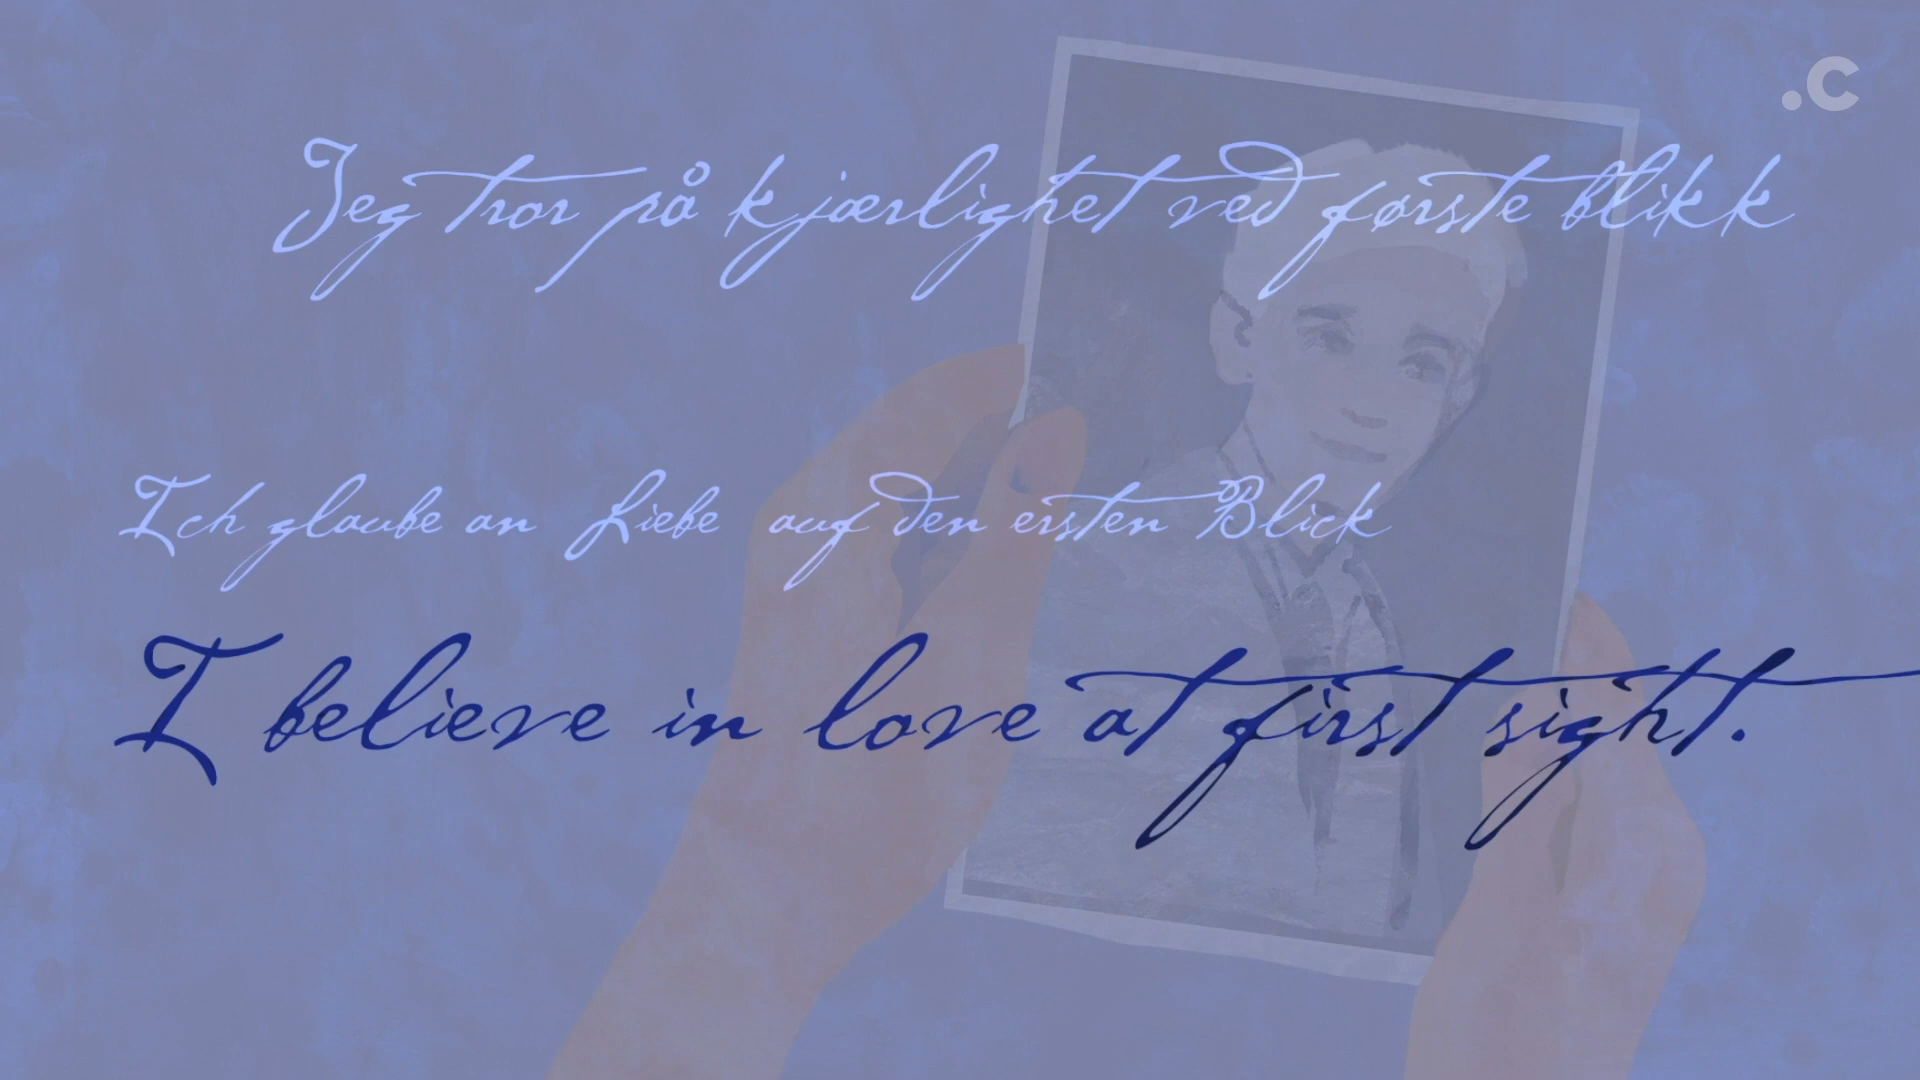 .c
Jeg tror på kjærlighet ved første blikk
Ich glaube an Liebe auf den ersten Blick
I believe in love at first sight.